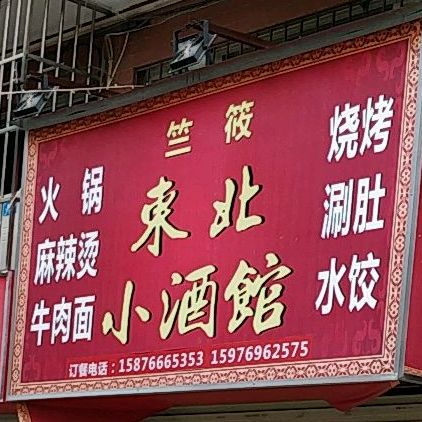 竺筱
東北
小酒館
火锅
麻辣烫
牛肉面
烧烤
涮肚
水饺
订餐电话：15876665353 15976962575